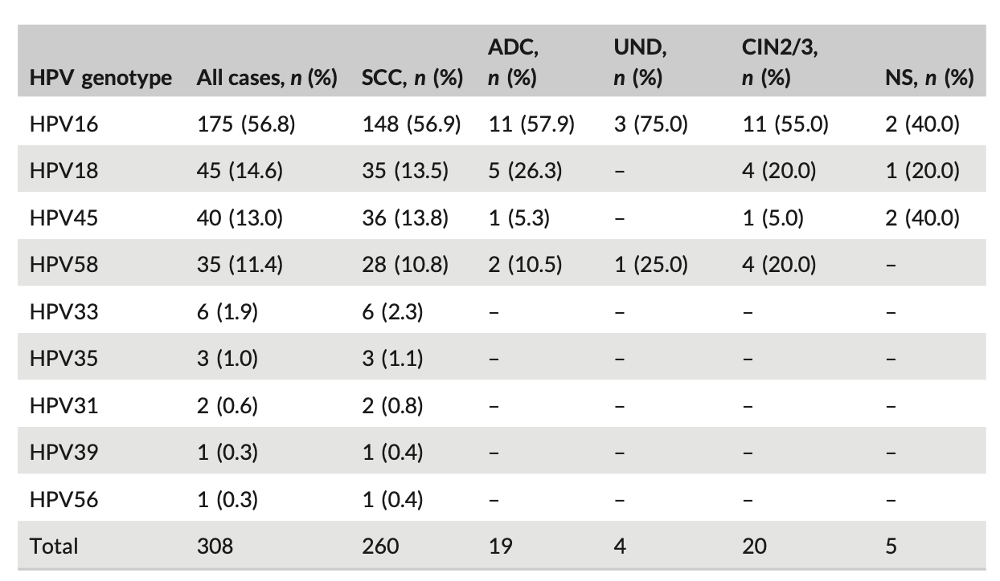 HPV genotype All cases, n (%) SCC, n (%) ADC, n (%) UND, n (%) CIN2/3, n (%) NS, n (%)
HPV16 175 (56.8) 148 (56.9) 11 (57.9) 3 (75.0) 11 (55.0) 2 (40.0)
HPV18 45 (14.6) 35 (13.5) 5 (26.3) – 4 (20.0) 1 (20.0)
HPV45 40 (13.0) 36 (13.8) 1 (5.3) – 1 (5.0) 2 (40.0)
HPV58 35 (11.4) 28 (10.8) 2 (10.5) 1 (25.0) 4 (20.0) –
HPV33 6 (1.9) 6 (2.3) – – – –
HPV35 3 (1.0) 3 (1.1) – – – –
HPV31 2 (0.6) 2 (0.8) – – – –
HPV39 1 (0.3) 1 (0.4) – – – –
HPV56 1 (0.3) 1 (0.4) – – – –
Total 308 260 19 4 20 5